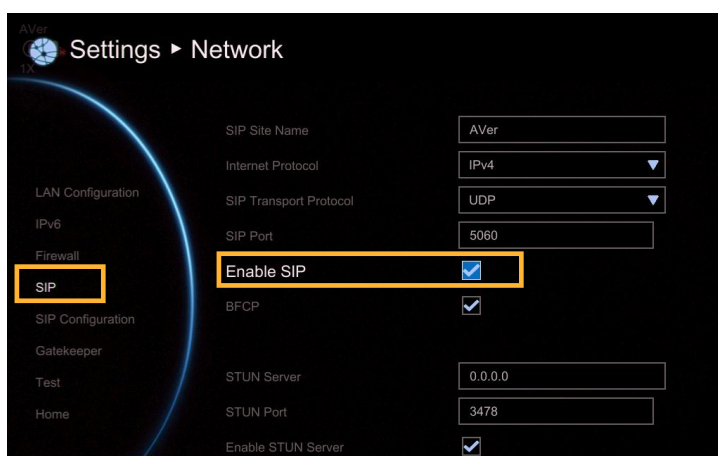 AVer
Settings ► Network
1X
SIP Site Name AVer
Internet Protocol IPv4
LAN Configuration
SIP Transport Protocol UDP
IPv6
SIP Port 5060
Firewall
Enable SIP
SIP
BFCP
SIP Configuration
Gatekeeper
STUN Server 0.0.0.0
Test
STUN Port 3478
Home
Enable STUN Server